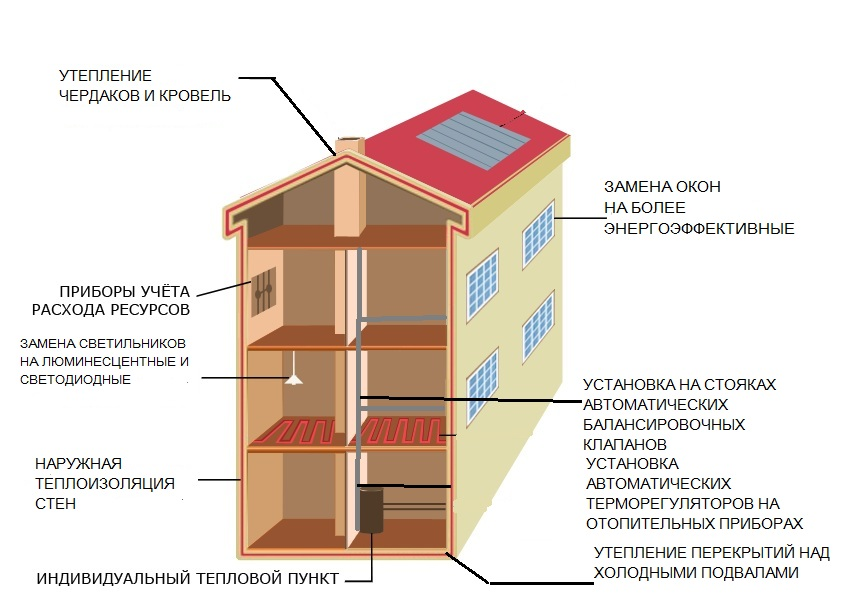 УТЕПЛЕНИЕ
ЧЕРДАКОВ И КРОВЕЛЬ
ЗАМЕНА ОКОН
НА БОЛЕЕ
ЭНЕРГОЭФФЕКТИВНЫЕ
ПРИБОРЫ УЧЁТА
РАСХОДА РЕСУРСОВ
ЗАМЕНА СВЕТИЛЬНИКОВ
НА ЛЮМИНЕСЦЕНТНЫЕ И
СВЕТОДИОДНЫЕ
УСТАНОВКА НА СТОЯКАХ
АВТОМАТИЧЕСКИХ
БАЛАНСИРОВОЧНЫХ
КЛАПАНОВ
НАРУЖНАЯ
ТЕПЛОИЗОЛЯЦИЯ
СТЕН
УСТАНОВКА
АВТОМАТИЧЕСКИХ
ТЕРМОРЕГУЛЯТОРОВ НА
ОТОПИТЕЛЬНЫХ ПРИБОРАХ
УТЕПЛЕНИЕ ПЕРЕКРЫТИЙ НАД
ХОЛОДНЫМИ ПОДВАЛАМИ
ИНДИВИДУАЛЬНЫЙ ТЕПЛОВОЙ ПУНКТ